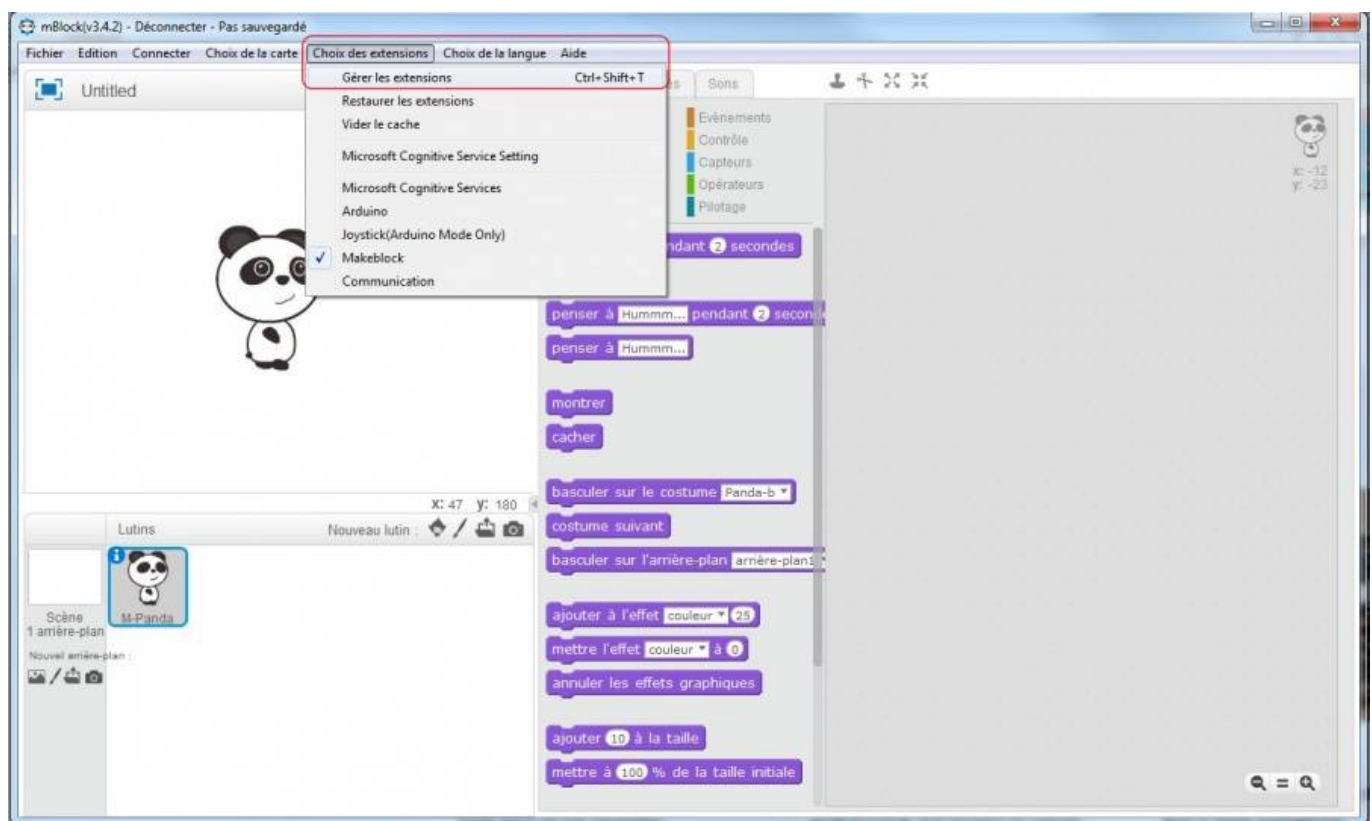 mBlock(v3.4.2) - Déconnecter - Pas sauvegardé
Fichier Edition Connecter Choix de la carte Choix des extensions Choix de la langue Aide
Gérer les extensions Ctrl+Shift+T
Restaurer les extensions
Vider le cache
Microsoft Cognitive Service Setting
Microsoft Cognitive Services
Arduino
Joystick(Arduino Mode Only)
Makeblock
Communication
Untitled
x: 47 y: 180
Lutins Nouveau lutin :
Scène
1 arrière-plan
M-Panda
Nouvel arrière-plan :
Sons
Evènements
Contrôle
Capteurs
Opérateurs
Pilotage
2 secondes
penser à Hummm... pendant 2
penser à Hummm...
montrer
cacher
basculer sur le costume Panda-b
costume suivant
basculer sur l'arrière-plan arrière-plan1
ajouter à l'effet couleur 25
mettre l'effet couleur à 0
annuler les effets graphiques
ajouter 10 à la taille
mettre à 100 % de la taille initiale
x: -12
y: -23